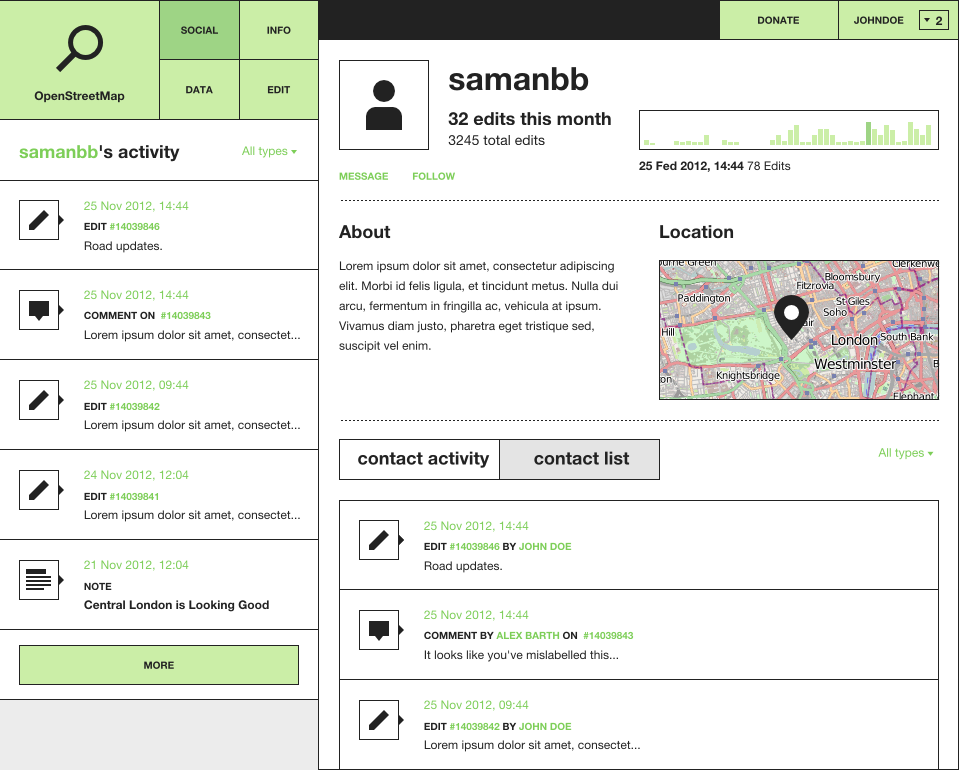 OpenStreetMap
SOCIAL
INFO
DATA
EDIT
DONATE
JOHNDOE
2
samanbb's activity
All types
25 Nov 2012, 14:44
EDIT #14039846
Road updates.
25 Nov 2012, 14:44
COMMENT ON #14039843
Lorem ipsum dolor sit amet, consectet...
25 Nov 2012, 09:44
EDIT #14039842
Lorem ipsum dolor sit amet, consectet...
24 Nov 2012, 12:04
EDIT #14039841
Lorem ipsum dolor sit amet, consectet...
21 Nov 2012, 12:04
NOTE
Central London is Looking Good
MORE
samanbb
32 edits this month
3245 total edits
MESSAGE
FOLLOW
25 Fed 2012, 14:44 78 Edits
About
Lorem ipsum dolor sit amet, consectetur adipiscing
elit. Morbi id felis ligula, et tincidunt metus. Nulla dui
arcu, fermentum in fringilla ac, vehicula at ipsum.
Vivamus diam justo, pharetra eget tristique sed,
suscipit vel enim.
Location
Bloomsbury
Fitzrovia
Paddington
St Giles
Soho
Hill
London
South Bank
Westminster
Knightsbridge
contact activity
contact list
All types
25 Nov 2012, 14:44
EDIT #14039846 BY JOHN DOE
Road updates.
25 Nov 2012, 14:44
COMMENT BY ALEX BARTH ON #14039843
It looks like you've mislabelled this...
25 Nov 2012, 09:44
EDIT #14039842 BY JOHN DOE
Lorem ipsum dolor sit amet, consectet...